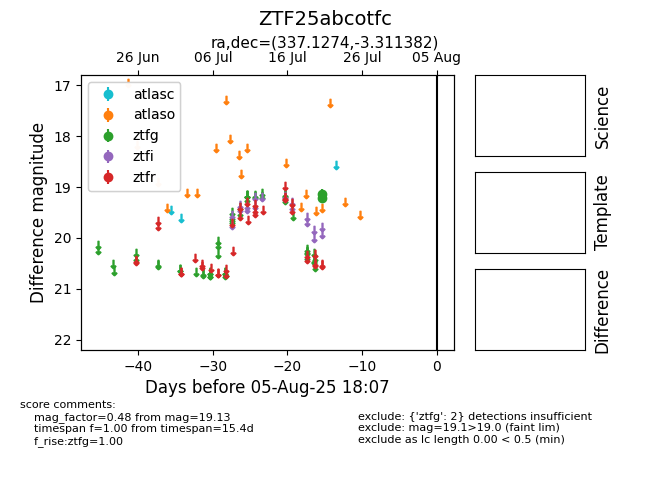 ZTF25abcotfc
ra,dec=(337.1274,-3.311382)
26 Jun 06 Jul 16 Jul 26 Jul 05 Aug
17
18
19
20
21
22
Difference magnitude
atlasc
atlaso
ztfg
ztfi
ztfr
−40 −30 −20 −10 0
Days before 05-Aug-25 18:07
Science
Template
Difference
score comments:
mag_factor=0.48 from mag=19.13
timespan f=1.00 from timespan=15.4d
f_rise:ztfg=1.00
exclude: {'ztfg': 2} detections insufficient
exclude: mag=19.1>19.0 (faint lim)
exclude as lc length 0.00 < 0.5 (min)